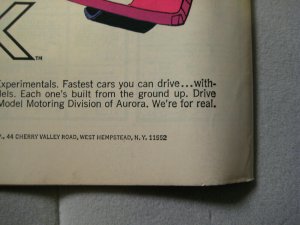 X
Experimentals. Fastest cars you can drive...with-
dels. Each one's built from the ground up. Drive
Model Motoring Division of Aurora. We're for real.
P., 44 CHERRY VALLEY ROAD, WEST HEMPSTEAD, N. Y. 11552